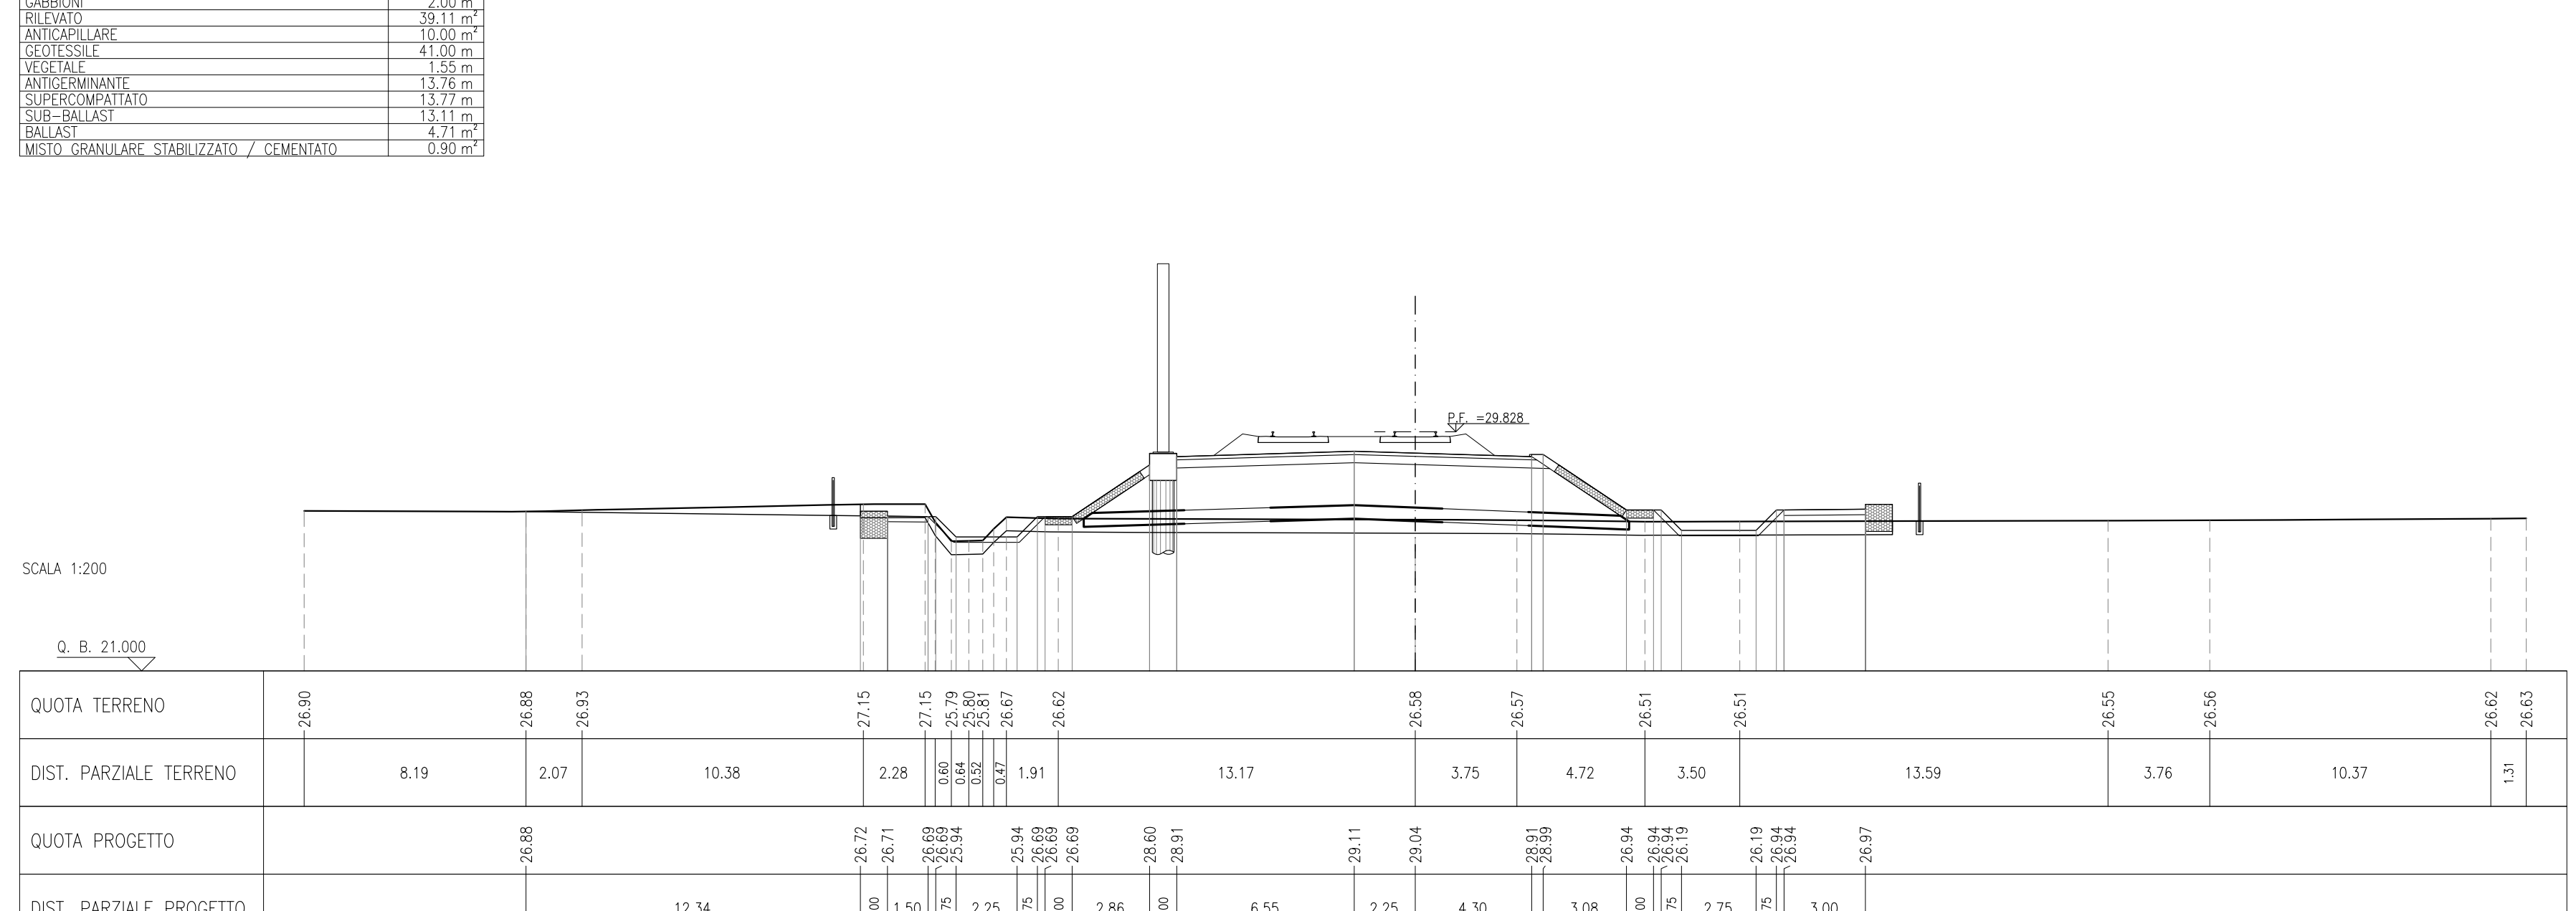 GABBIONI 2.00 m
RILEVATO 39.11 m²
ANTICAPILLARE 10.00 m²
GEOTESSILE 41.00 m
VEGETALE 1.55 m
ANTIGERMINANTE 13.76 m
SUPERCOMPATTATO 13.77 m
SUB-BALLAST 13.11 m
BALLAST 4.71 m²
MISTO GRANULARE STABILIZZATO / CEMENTATO 0.90 m²
P.F. =29.828
SCALA 1:200
Q. B. 21.000
QUOTA TERRENO 26.90 26.88 26.93 27.15 27.15 25.79 25.80 25.81 26.67 26.62 26.58 26.57 26.51 26.51 26.55 26.56 26.62 26.63
DIST. PARZIALE TERRENO 8.19 2.07 10.38 2.28 0.60 0.64 0.52 0.47 1.91 13.17 3.75 4.72 3.50 13.59 3.76 10.37 1.31
QUOTA PROGETTO 26.88 26.72 26.71 26.69 26.69 25.94 25.94 26.69 26.69 26.69 28.60 28.91 29.11 29.04 28.91 28.99 26.94 26.94 26.94 26.19 26.19 26.94 26.94 26.97
DIST. PARZIALE PROGETTO 12.34 00 1.50 75 2.25 75 00 2.86 00 6.55 2.25 4.30 3.08 00 75 2.75 75 3.00